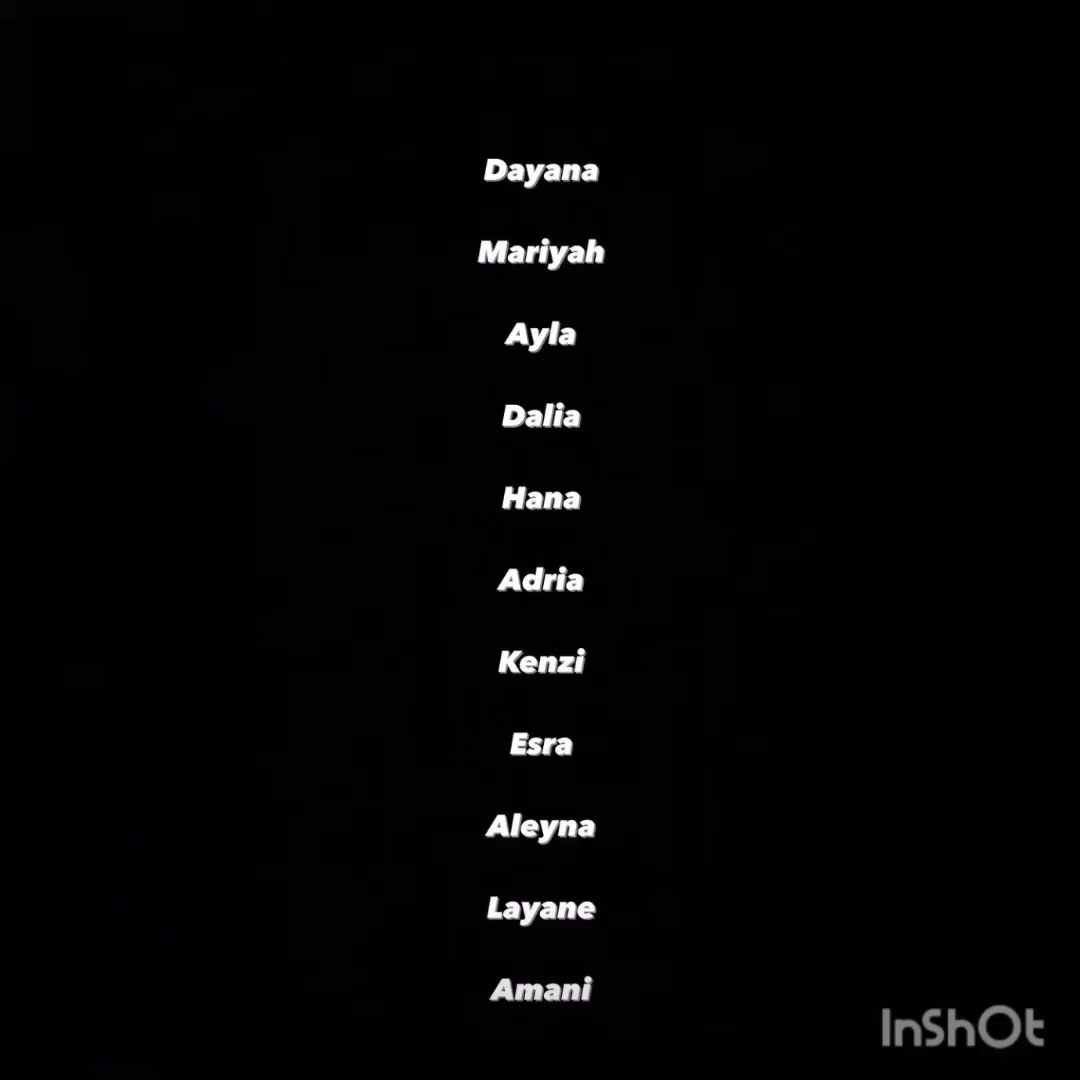 Dayana
Mariyah
Ayla
Dalia
Hana
Adria
Kenzi
Esra
Aleyna
Layane
Amani
InShOt